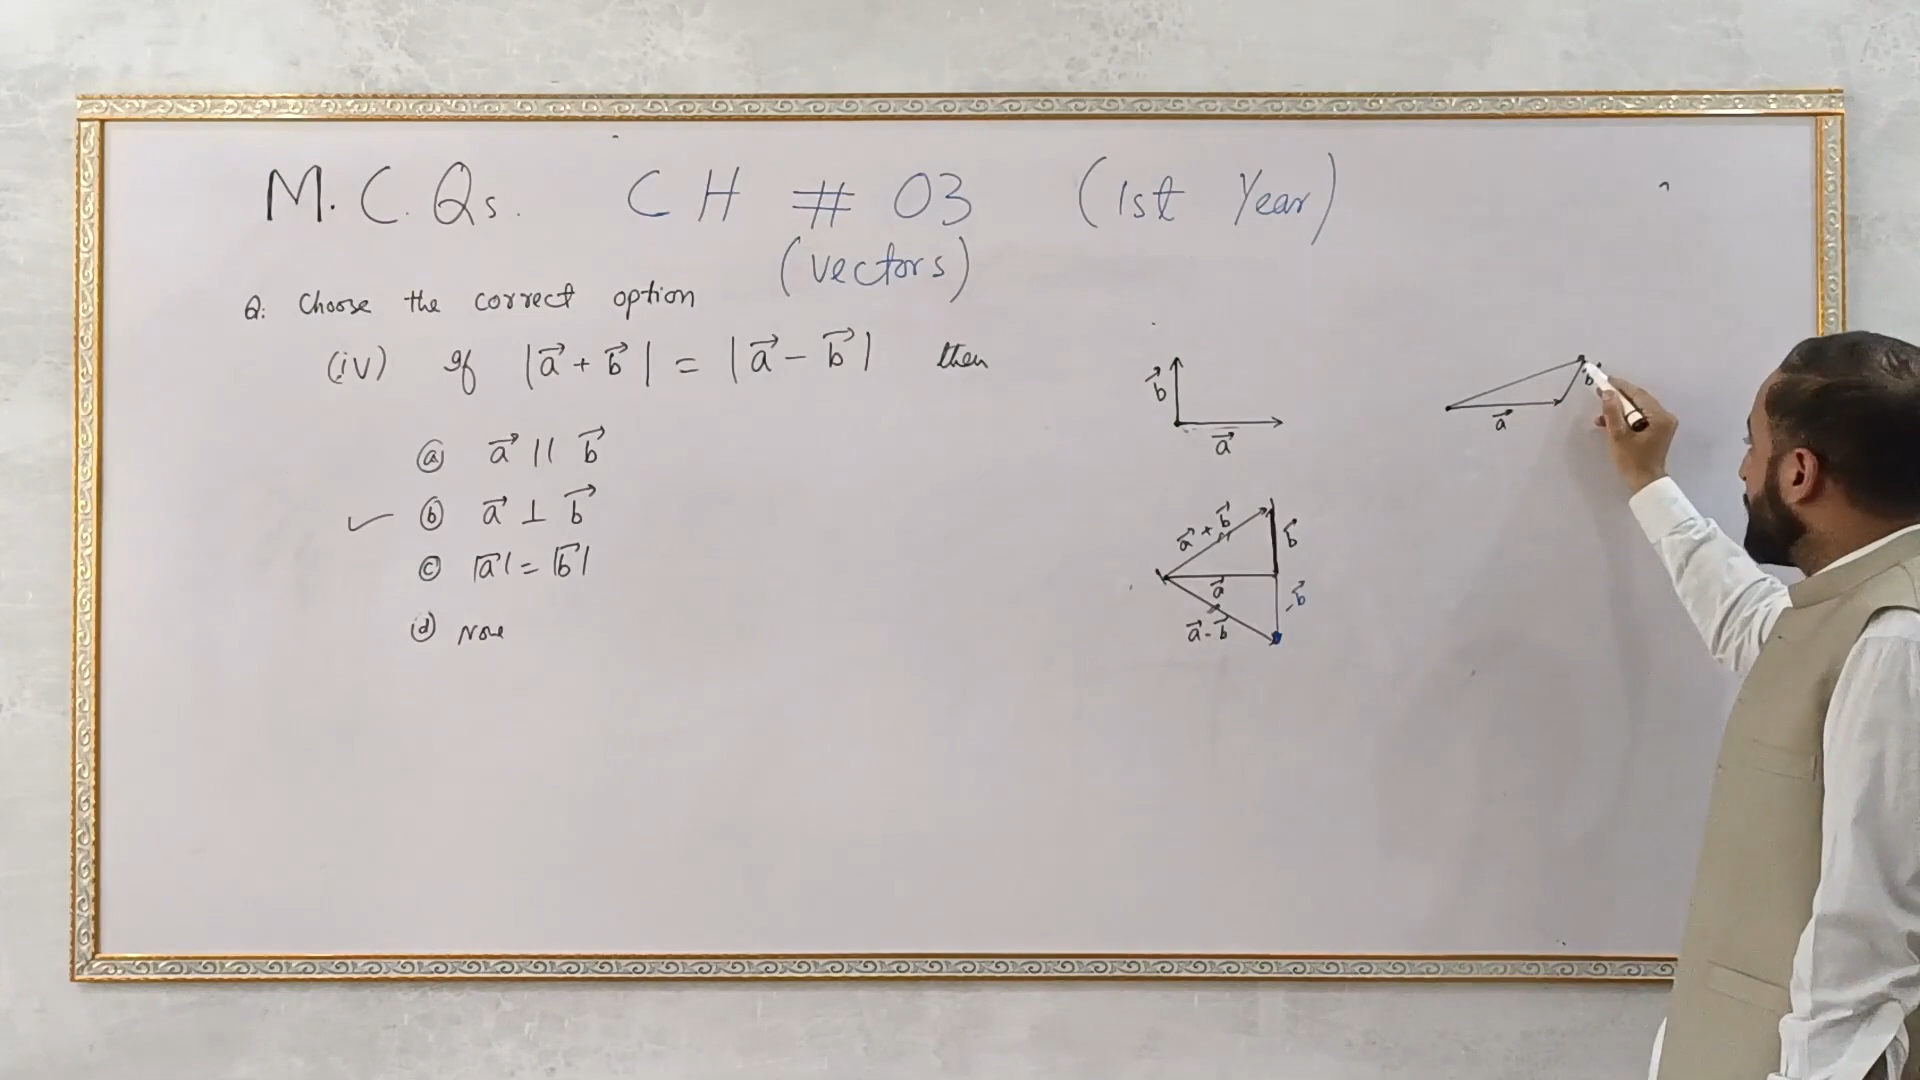 M.C.Qs. CH # 03 (1st Year)
(vectors)
Q: Choose the correct option
(iv) If |a⃗ + b⃗| = |a⃗ - b⃗| then
(a) a⃗ || b⃗
(b) a⃗ ⊥ b⃗
(c) |a⃗| = |b⃗|
(d) None
b⃗
a⃗
a⃗ + b⃗
b⃗
a⃗
-b⃗
a⃗ - b⃗
a⃗
b